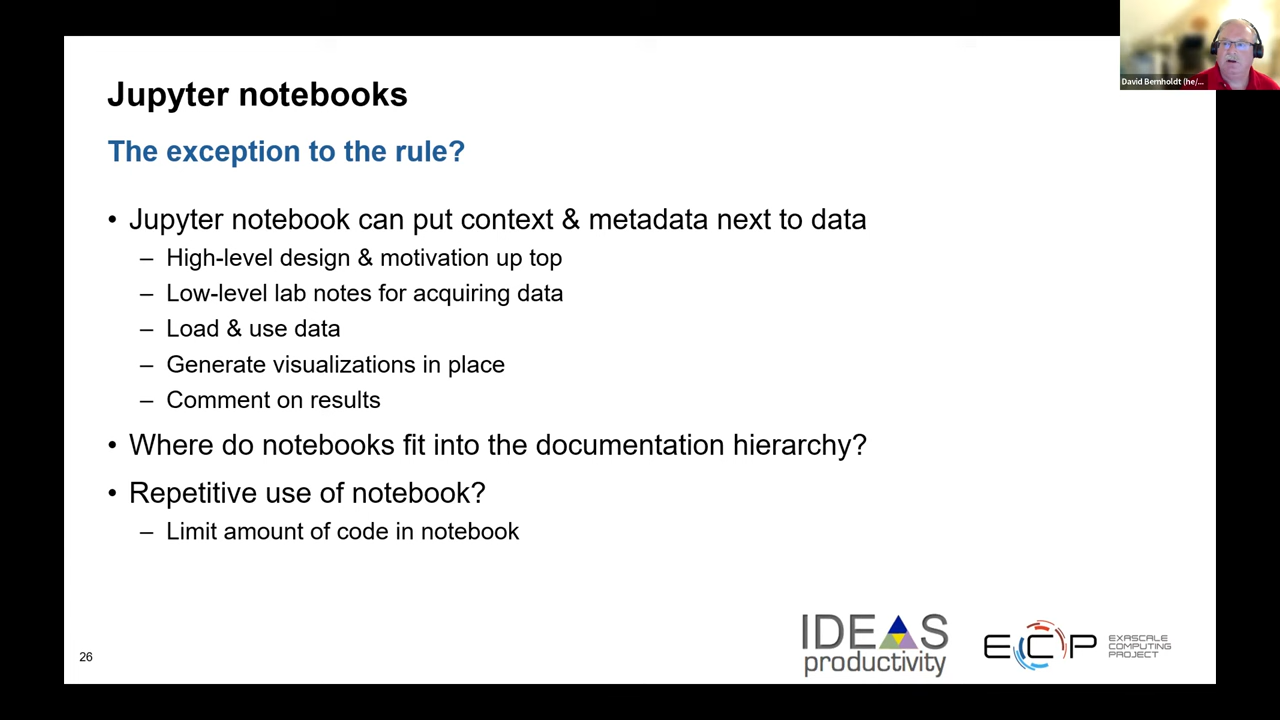 David Bernholdt (he/...
Jupyter notebooks
The exception to the rule?
• Jupyter notebook can put context & metadata next to data
– High-level design & motivation up top
– Low-level lab notes for acquiring data
– Load & use data
– Generate visualizations in place
– Comment on results
• Where do notebooks fit into the documentation hierarchy?
• Repetitive use of notebook?
– Limit amount of code in notebook
26
IDEAS
productivity
ECP
EXASCALE
COMPUTING
PROJECT